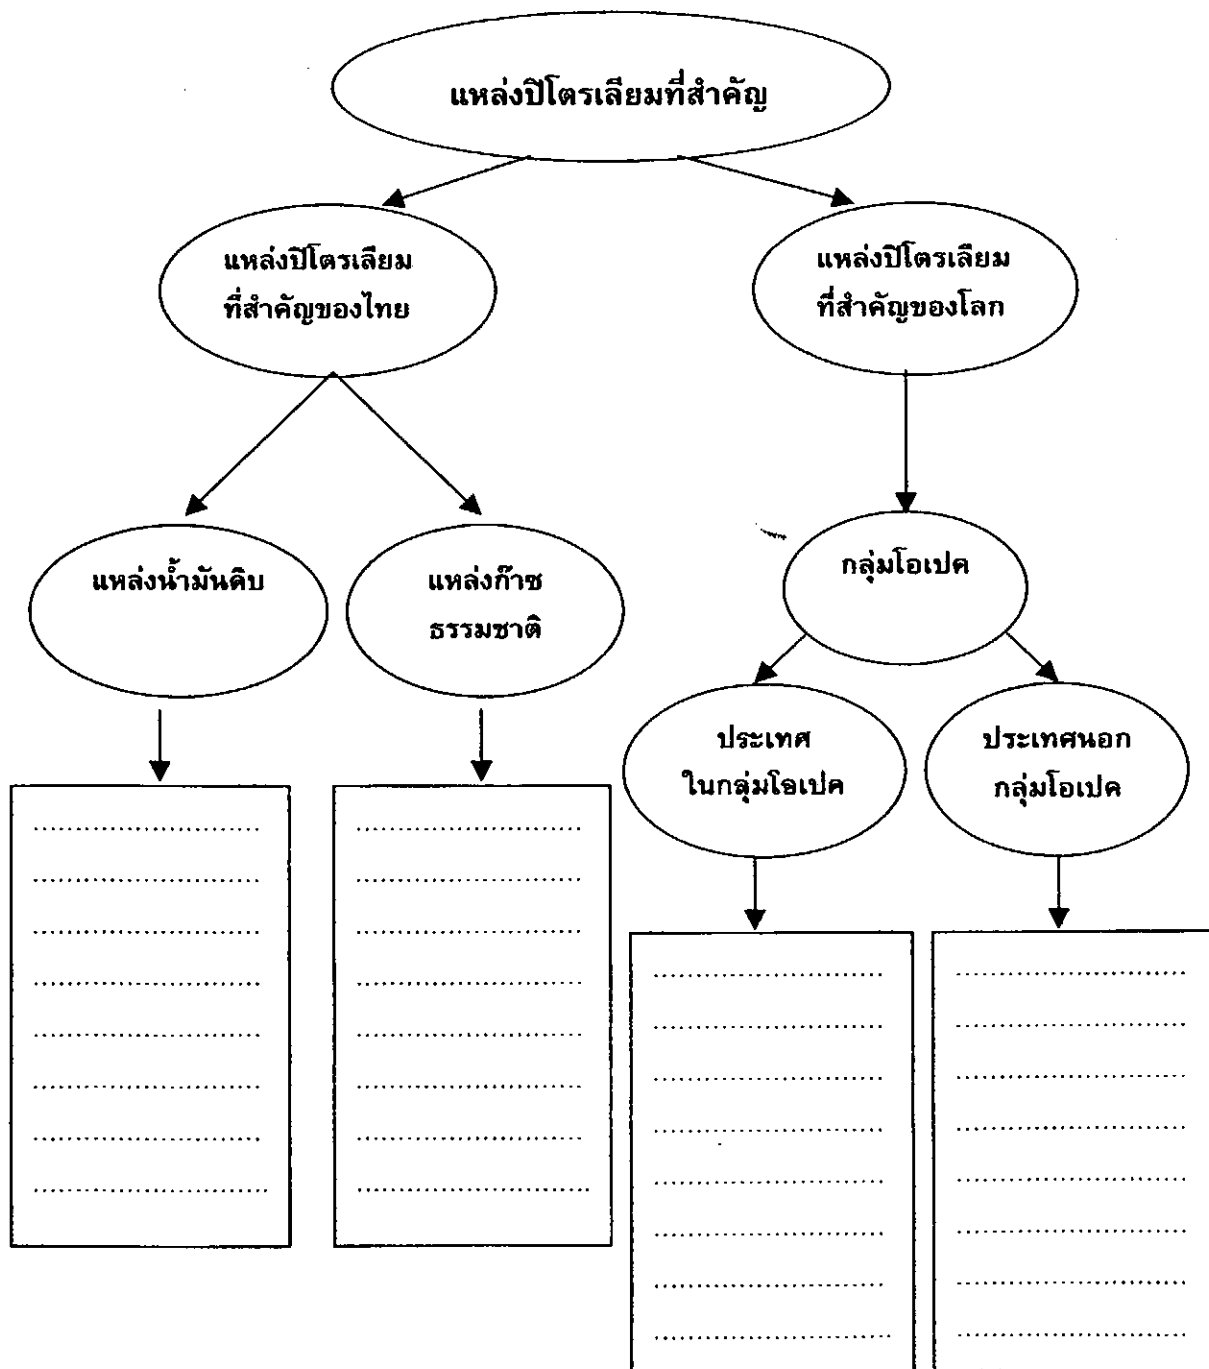 แหล่งปิโตรเลียมที่สำคัญ
แหล่งปิโตรเลียม
ที่สำคัญของไทย
แหล่งปิโตรเลียม
ที่สำคัญของโลก
แหล่งน้ำมันดิบ
แหล่งก๊าซ
ธรรมชาติ
กลุ่มโอเปค
ประเทศ
ในกลุ่มโอเปค
ประเทศนอก
กลุ่มโอเปค